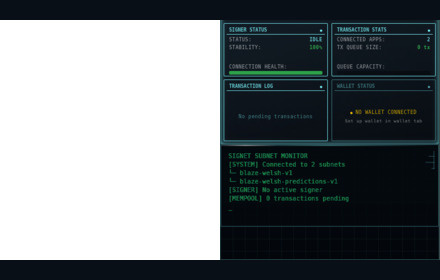 SIGNER STATUS
STATUS: IDLE
STABILITY: 100%
CONNECTION HEALTH:
TRANSACTION STATS
CONNECTED APPS: 2
TX QUEUE SIZE: 0 tx
QUEUE CAPACITY:
TRANSACTION LOG
No pending transactions
WALLET STATUS
NO WALLET CONNECTED
Set up wallet in wallet tab
SIGNET SUBNET MONITOR
[SYSTEM] Connected to 2 subnets
└─ blaze-welsh-v1
└─ blaze-welsh-predictions-v1
[SIGNER] No active signer
[MEMPOOL] 0 transactions pending
_